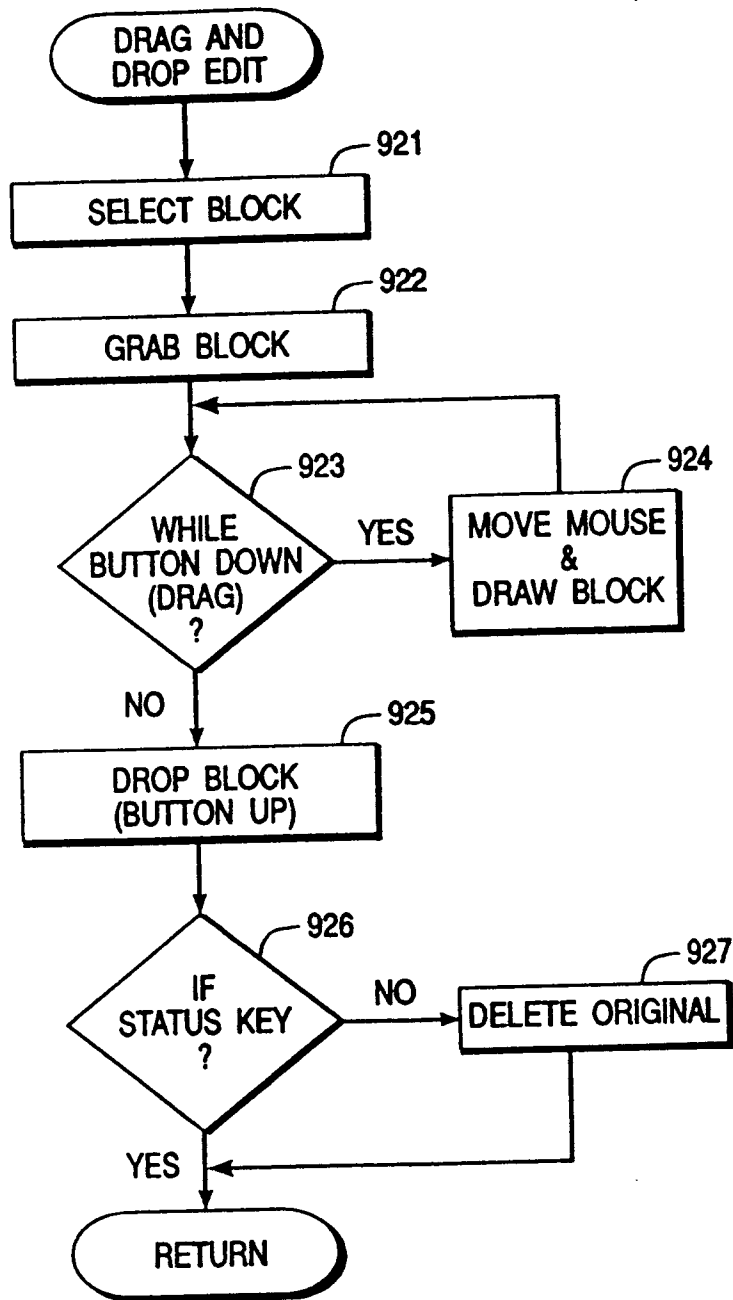 DRAG AND
DROP EDIT
921
SELECT BLOCK
922
GRAB BLOCK
923
WHILE
BUTTON DOWN
(DRAG)
?
YES
924
MOVE MOUSE
&
DRAW BLOCK
NO
925
DROP BLOCK
(BUTTON UP)
926
IF
STATUS KEY
?
NO
927
DELETE ORIGINAL
YES
RETURN